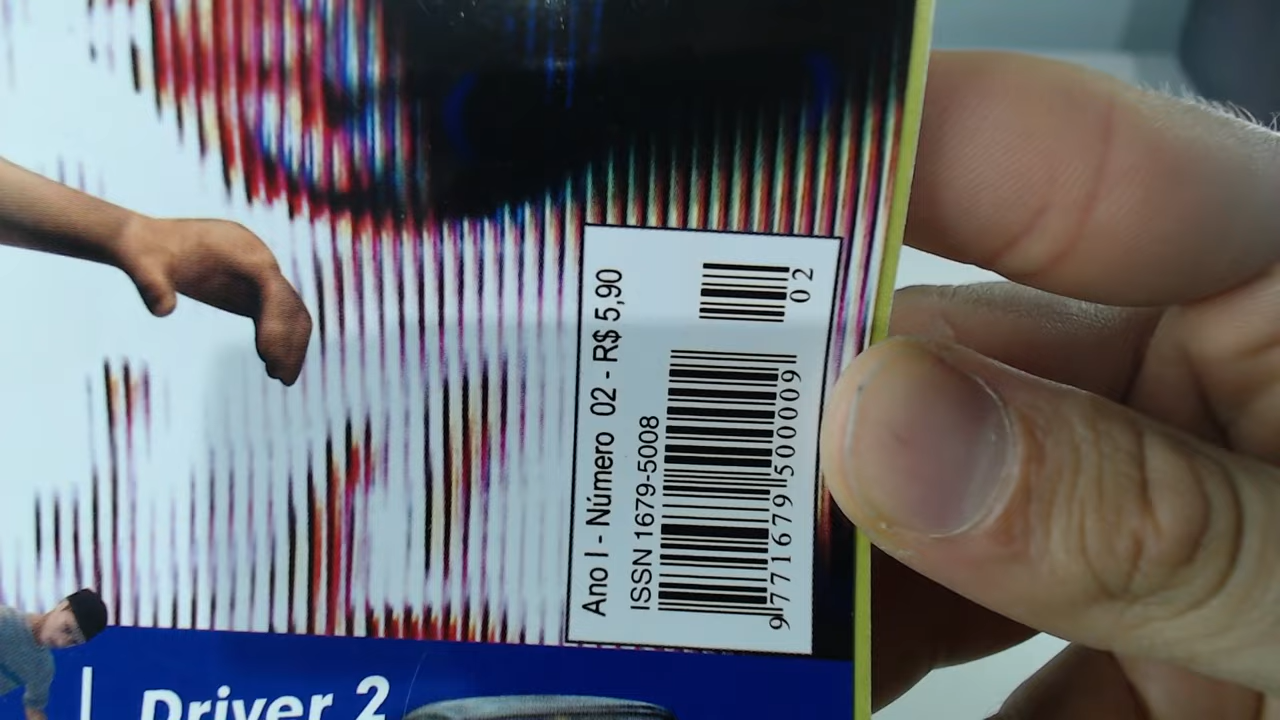 Ano I - Número 02 - R$ 5,90
ISSN 1679-5008
9 771679 500009
02
Driver 2